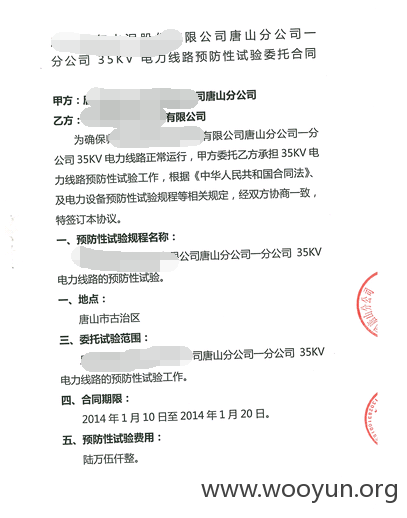 限公司唐山分公司一
分公司 35KV 电力线路预防性试验委托合同
甲方： 司唐山分公司
乙方： 有限公司
为确保 有限公司唐山分公司一分
公司 35KV 电力线路正常运行，甲方委托乙方承担 35KV 电
力线路预防性试验工作，根据《中华人民共和国合同法》、
及电力设备预防性试验规程等相关规定，经双方协商一致，
特签订本协议。
一、预防性试验规程名称：
司唐山分公司一分公司 35KV
电力线路的预防性试验。
一、地点：
唐山市古冶区
三、委托试验范围：
司唐山分公司一分公司 35KV
电力线路的预防性试验工作。
四、合同期限：
2014 年 1 月 10 日至 2014 年 1 月 20 日。
五、预防性试验费用：
陆万伍仟整。
www.wooyun.org